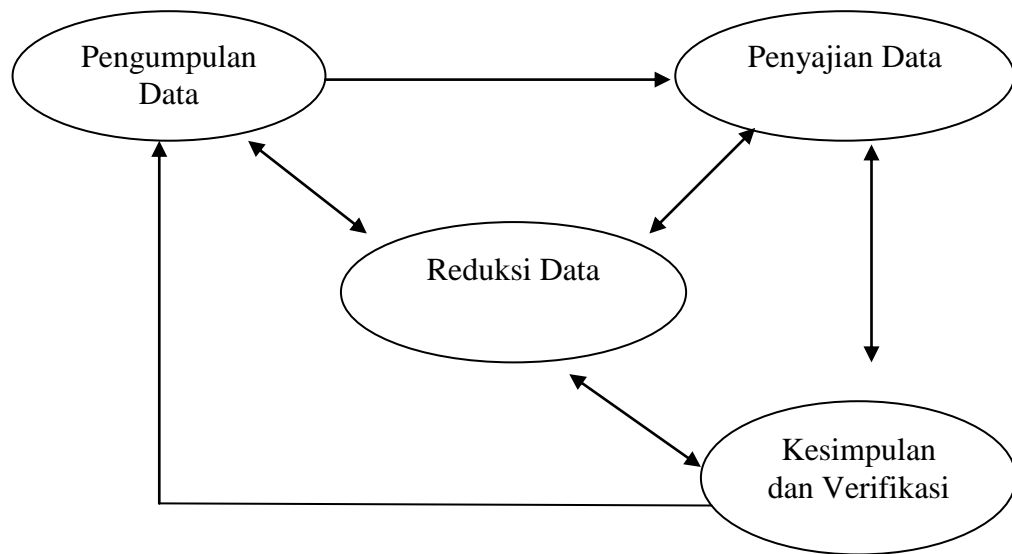 Pengumpulan
Data
Penyajian Data
Reduksi Data
Kesimpulan
dan Verifikasi